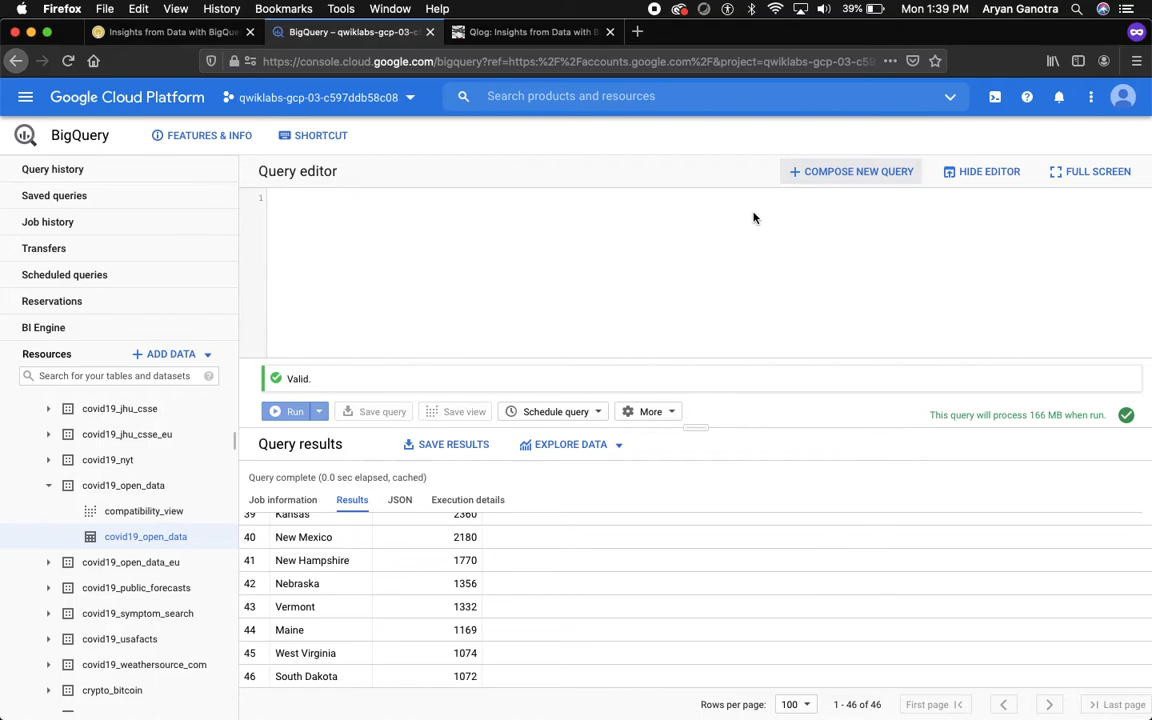 Firefox File Edit View History Bookmarks Tools Window Help 39% Mon 1:39 PM Aryan Ganotra
Insights from Data with BigQue
BigQuery – qwiklabs-gcp-03-c
Qlog: Insights from Data with B
https://console.cloud.google.com/bigquery?ref=https:%2F%2Faccounts.google.com%2F&project=qwiklabs-gcp-03-c58
Google Cloud Platform qwiklabs-gcp-03-c597ddb58c08 Search products and resources
BigQuery FEATURES & INFO SHORTCUT
Query history
Saved queries
Job history
Transfers
Scheduled queries
Reservations
BI Engine
Resources + ADD DATA
Search for your tables and datasets
covid19_jhu_csse
covid19_jhu_csse_eu
covid19_nyt
covid19_open_data
compatibility_view
covid19_open_data
covid19_open_data_eu
covid19_public_forecasts
covid19_symptom_search
covid19_usafacts
covid19_weathersource_com
crypto_bitcoin
Query editor + COMPOSE NEW QUERY HIDE EDITOR FULL SCREEN
1
Valid.
Run Save query Save view Schedule query More This query will process 166 MB when run.
Query results SAVE RESULTS EXPLORE DATA
Query complete (0.0 sec elapsed, cached)
Job information Results JSON Execution details
39 Kansas 2360
40 New Mexico 2180
41 New Hampshire 1770
42 Nebraska 1356
43 Vermont 1332
44 Maine 1169
45 West Virginia 1074
46 South Dakota 1072
Rows per page: 100 1 - 46 of 46 First page Last page